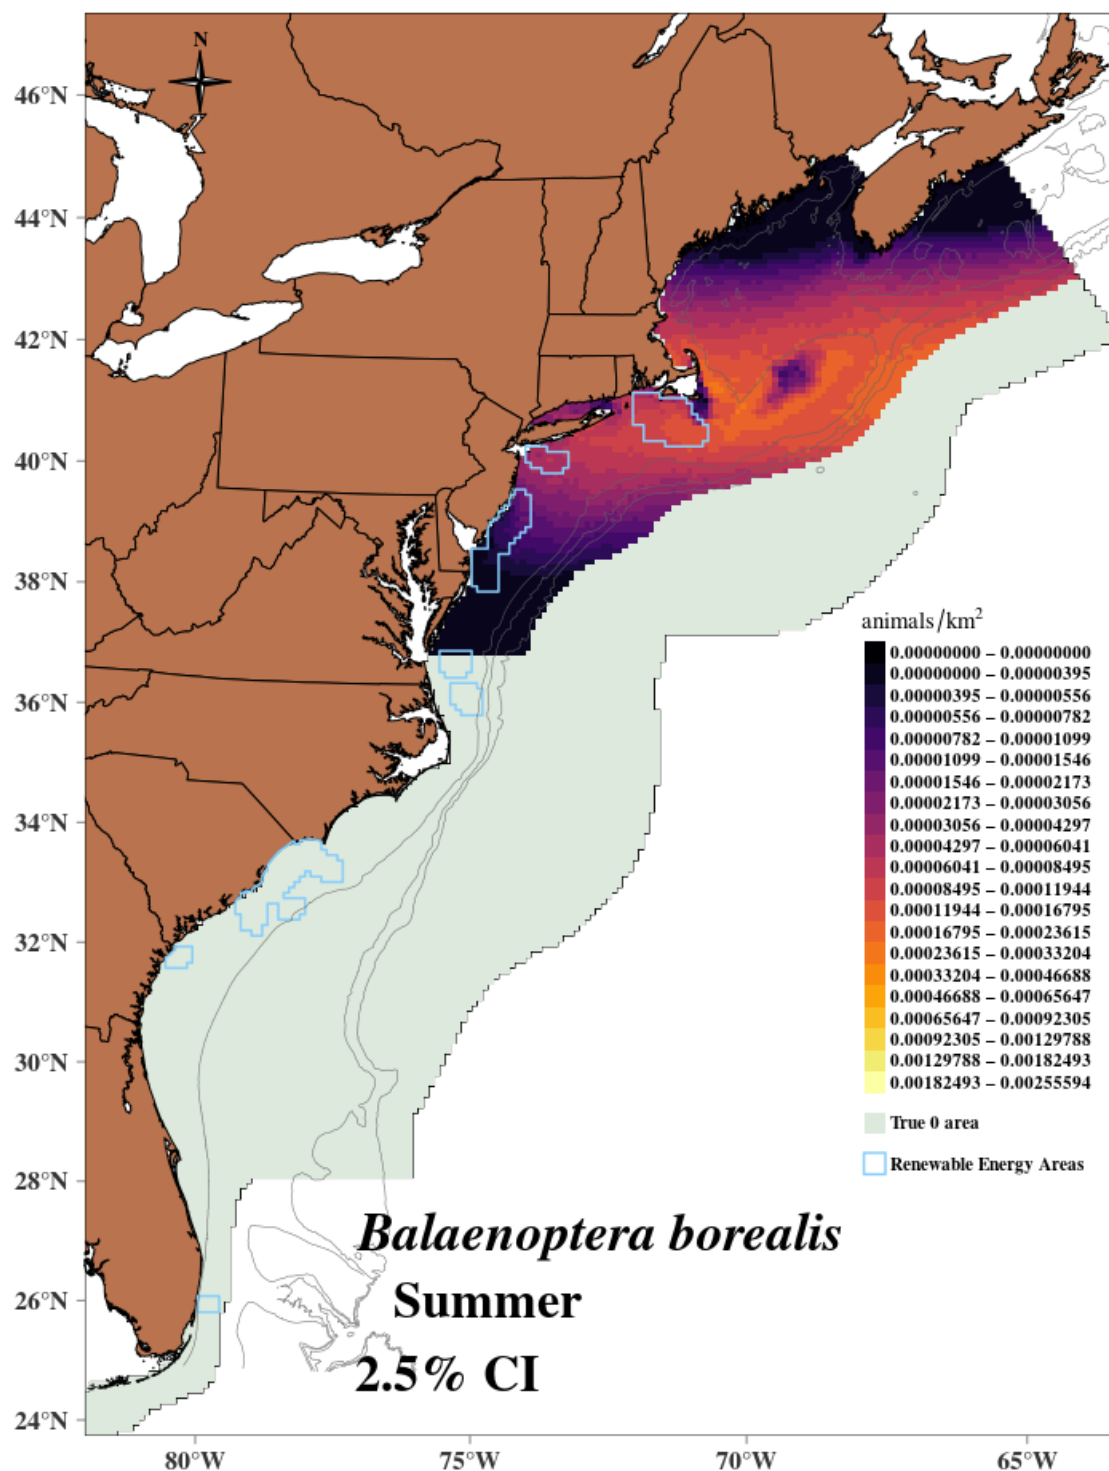 N
46°N
44°N
42°N
40°N
38°N
36°N
34°N
32°N
30°N
28°N
26°N
24°N
80°W
75°W
70°W
65°W
animals/km²
0.00000000 – 0.00000000
0.00000000 – 0.00000395
0.00000395 – 0.00000556
0.00000556 – 0.00000782
0.00000782 – 0.00001099
0.00001099 – 0.00001546
0.00001546 – 0.00002173
0.00002173 – 0.00003056
0.00003056 – 0.00004297
0.00004297 – 0.00006041
0.00006041 – 0.00008495
0.00008495 – 0.00011944
0.00011944 – 0.00016795
0.00016795 – 0.00023615
0.00023615 – 0.00033204
0.00033204 – 0.00046688
0.00046688 – 0.00065647
0.00065647 – 0.00092305
0.00092305 – 0.00129788
0.00129788 – 0.00182493
0.00182493 – 0.00255594
True 0 area
Renewable Energy Areas
Balaenoptera borealis
Summer
2.5% CI